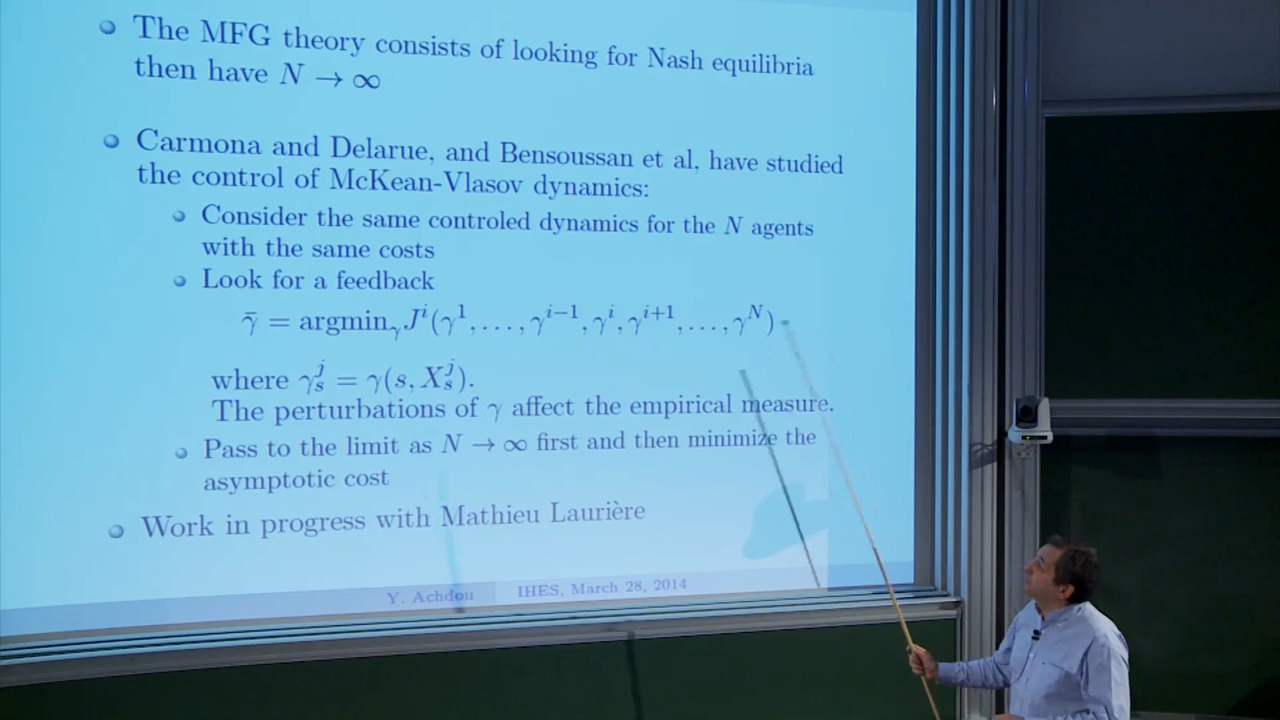 The MFG theory consists of looking for Nash equilibria
then have N → ∞
Carmona and Delarue, and Bensoussan et al, have studied
the control of McKean-Vlasov dynamics:
Consider the same controled dynamics for the N agents
with the same costs
Look for a feedback
γ̄ = argmin_γ J^i(γ^1, . . . , γ^{i−1}, γ^i, γ^{i+1}, . . . , γ^N)
where γ_s^j = γ(s, X_s^j).
The perturbations of γ affect the empirical measure.
Pass to the limit as N → ∞ first and then minimize the
asymptotic cost
Work in progress with Mathieu Laurière
Y. Achdou IHES, March 28, 2014